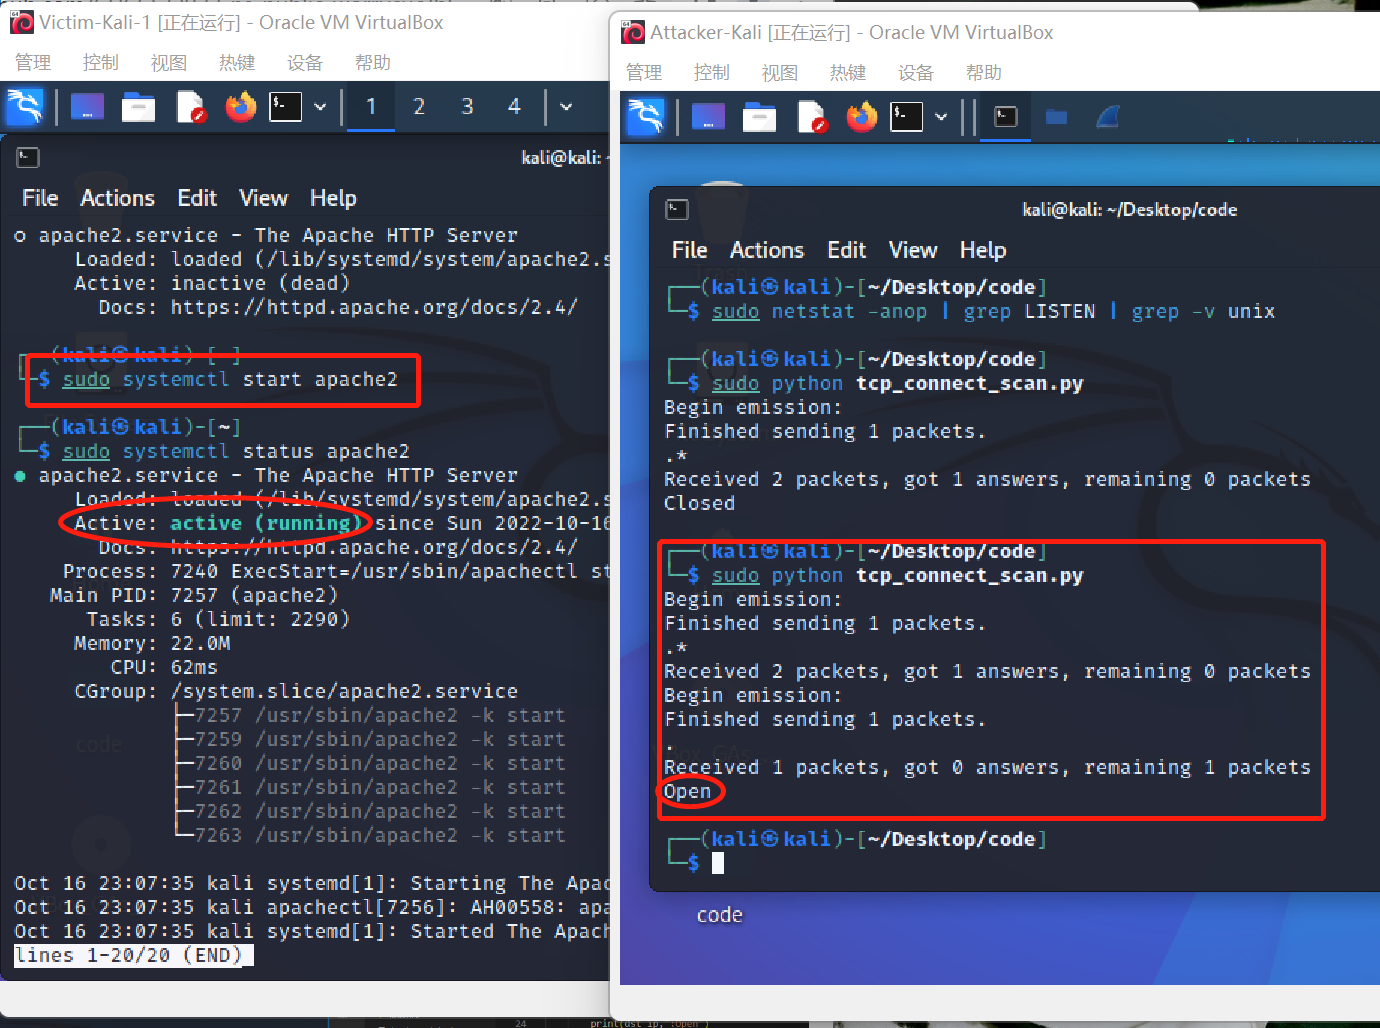 Victim-Kali-1 [正在运行] - Oracle VM VirtualBox
管理 控制 视图 热键 设备 帮助
1 2 3 4
kali@kali:
File Actions Edit View Help
○ apache2.service - The Apache HTTP Server
Loaded: loaded (/lib/systemd/system/apache2.s
Active: inactive (dead)
Docs: https://httpd.apache.org/docs/2.4/
┌──(kali㉿kali)-[~]
└─$ sudo systemctl start apache2
┌──(kali㉿kali)-[~]
└─$ sudo systemctl status apache2
● apache2.service - The Apache HTTP Server
Loaded: loaded (/lib/systemd/system/apache2.s
Active: active (running) since Sun 2022-10-16
Docs: https://httpd.apache.org/docs/2.4/
Process: 7240 ExecStart=/usr/sbin/apachectl st
Main PID: 7257 (apache2)
Tasks: 6 (limit: 2290)
Memory: 22.0M
CPU: 62ms
CGroup: /system.slice/apache2.service
├─7257 /usr/sbin/apache2 -k start
├─7259 /usr/sbin/apache2 -k start
├─7260 /usr/sbin/apache2 -k start
├─7261 /usr/sbin/apache2 -k start
├─7262 /usr/sbin/apache2 -k start
└─7263 /usr/sbin/apache2 -k start
code
Oct 16 23:07:35 kali systemd[1]: Starting The Apac
Oct 16 23:07:35 kali apachectl[7256]: AH00558: apa
Oct 16 23:07:35 kali systemd[1]: Started The Apach
lines 1-20/20 (END)
Attacker-Kali [正在运行] - Oracle VM VirtualBox
管理 控制 视图 热键 设备 帮助
kali@kali: ~/Desktop/code
File Actions Edit View Help
┌──(kali㉿kali)-[~/Desktop/code]
└─$ sudo netstat -anop | grep LISTEN | grep -v unix
┌──(kali㉿kali)-[~/Desktop/code]
└─$ sudo python tcp_connect_scan.py
Begin emission:
Finished sending 1 packets.
.*
Received 2 packets, got 1 answers, remaining 0 packets
Closed
┌──(kali㉿kali)-[~/Desktop/code]
└─$ sudo python tcp_connect_scan.py
Begin emission:
Finished sending 1 packets.
.*
Received 2 packets, got 1 answers, remaining 0 packets
Begin emission:
Finished sending 1 packets.
.
Received 1 packets, got 0 answers, remaining 1 packets
Open
┌──(kali㉿kali)-[~/Desktop/code]
└─$
code
24